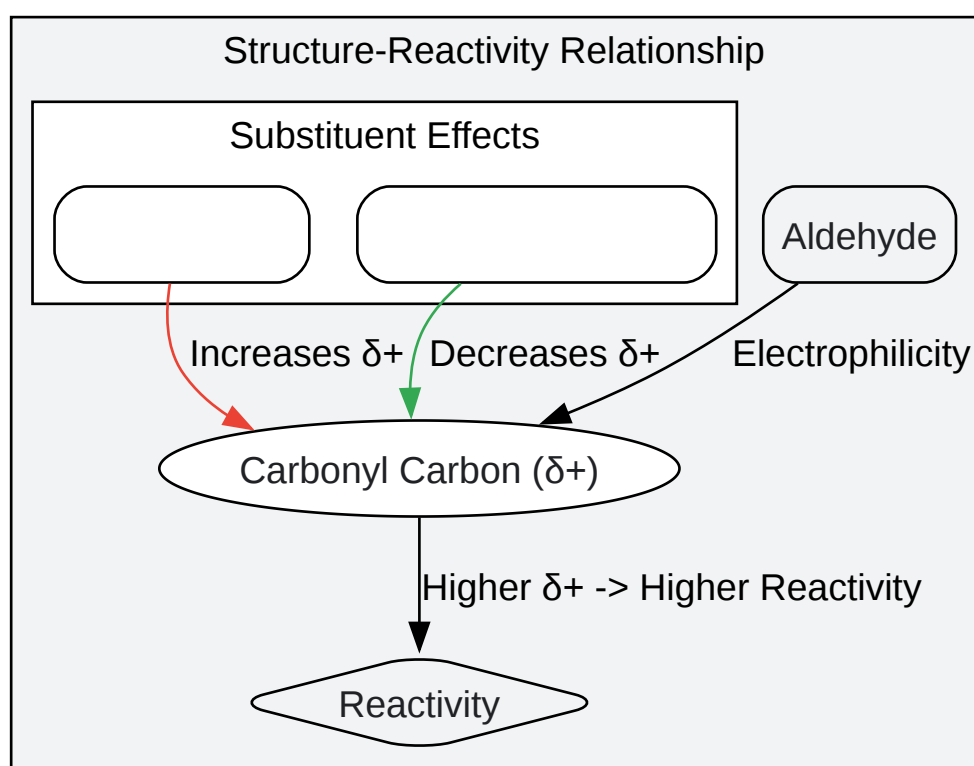 Structure-Reactivity Relationship
Substituent Effects
Aldehyde
Increases δ+
Decreases δ+
Electrophilicity
Carbonyl Carbon (δ+)
Higher δ+ -> Higher Reactivity
Reactivity